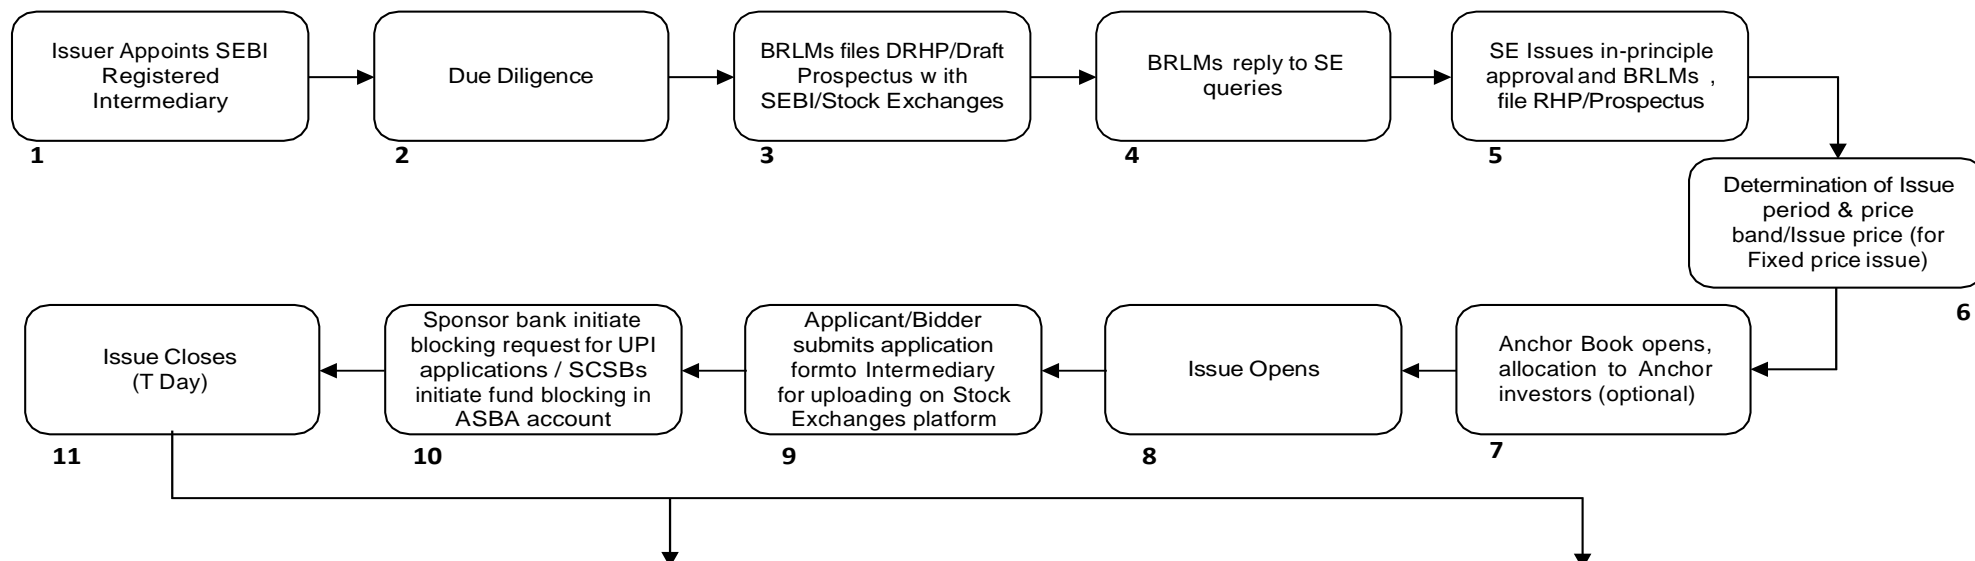 Issuer Appoints SEBI
Registered
Intermediary
1
Due Diligence
2
BRLMs files DRHP/Draft
Prospectus w ith
SEBI/Stock Exchanges
3
BRLMs reply to SE
queries
4
SE Issues in-principle
approval and BRLMs ,
file RHP/Prospectus
5
Determination of Issue
period & price
band/Issue price (for
Fixed price issue)
6
Anchor Book opens,
allocation to Anchor
investors (optional)
7
Issue Opens
8
Applicant/Bidder
submits application
formto Intermediary
for uploading on Stock
Exchanges platform
9
Sponsor bank initiate
blocking request for UPI
applications / SCSBs
initiate fund blocking in
ASBA account
10
Issue Closes
(T Day)
11